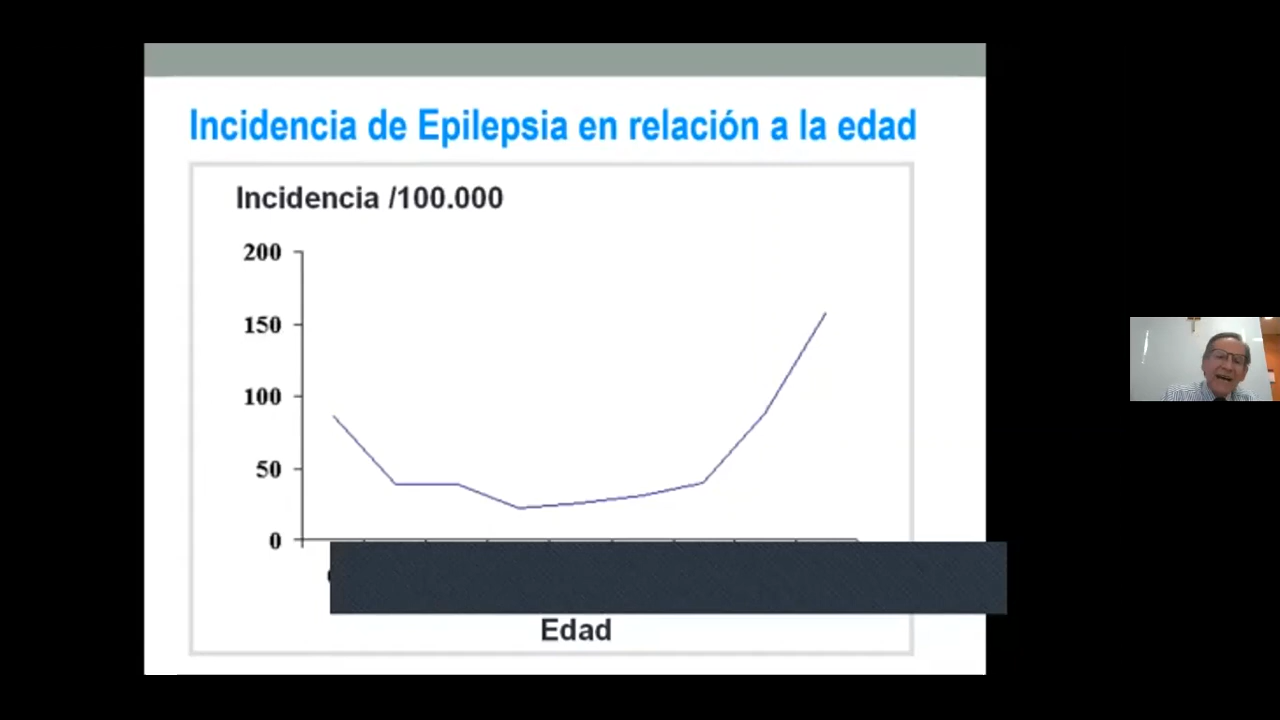 Incidencia de Epilepsia en relación a la edad
Incidencia /100.000
200
150
100
50
0
Edad